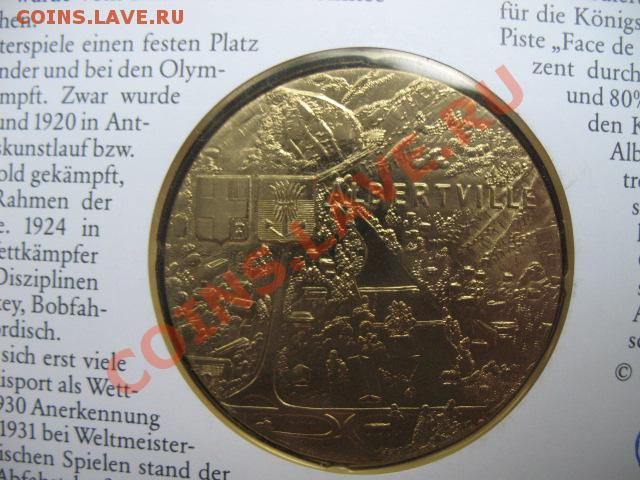 COINS.LAVE.RU
chen.
terspiele einen festen Platz
nder und bei den Olym-
mpft. Zwar wurde
und 1920 in Ant-
skunstlauf bzw.
old gekämpft,
Rahmen der
e. 1924 in
ettkämpfer
Disziplinen
key, Bobfah-
ordisch.
sich erst viele
isport als Wett-
930 Anerkennung
1931 bei Weltmeister-
ischen Spielen stand der
ALBERTVILLE
COINS.LAVE.RU
für die Königs
Piste „Face de
zent durch
und 80%
den K
Alb
tre
s
©